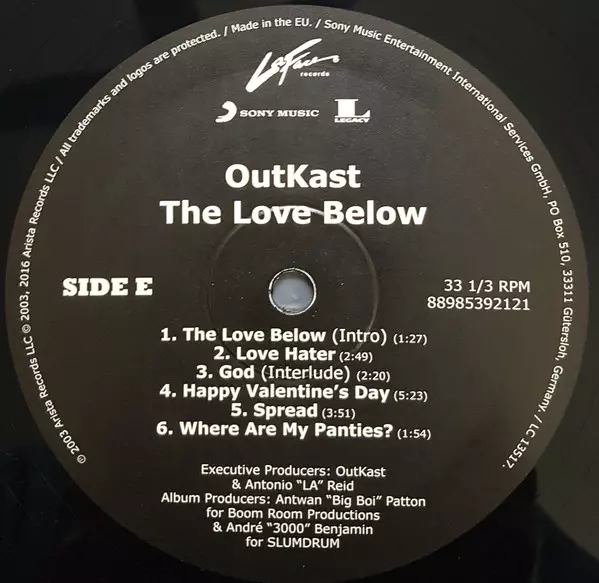 © 2003 Arista Records LLC © 2003, 2016 Arista Records LLC / All trademarks and logos are protected. / Made in the EU. / Sony Music Entertainment International Services GmbH, PO Box 510, 33311 Gütersloh, Germany. / LC 13517.
LaFace
records
SONY MUSIC
L
LEGACY
OutKast
The Love Below
SIDE E
33 1/3 RPM
88985392121
1. The Love Below (Intro) (1:27)
2. Love Hater (2:49)
3. God (Interlude) (2:20)
4. Happy Valentine's Day (5:23)
5. Spread (3:51)
6. Where Are My Panties? (1:54)
Executive Producers: OutKast
& Antonio "LA" Reid
Album Producers: Antwan "Big Boi" Patton
for Boom Room Productions
& André "3000" Benjamin
for SLUMDRUM